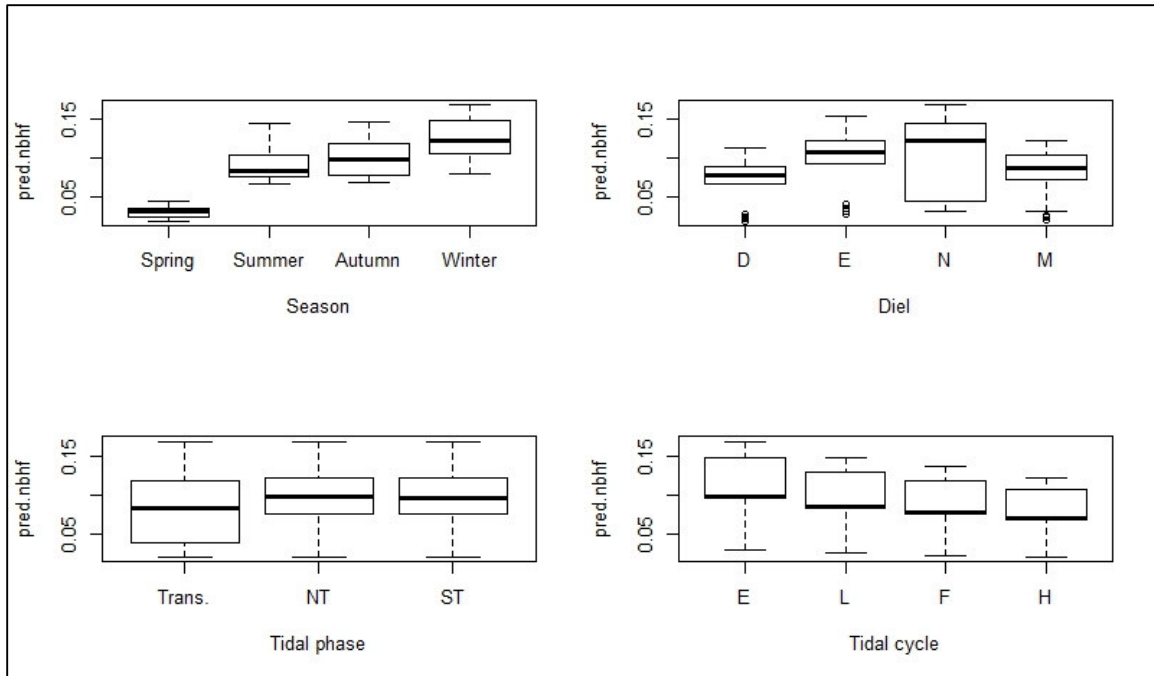 pred.nbhf
0.05 0.15
Spring Summer Autumn Winter
Season
pred.nbhf
0.05 0.15
D E N M
Diel
pred.nbhf
0.05 0.15
Trans. NT ST
Tidal phase
pred.nbhf
0.05 0.15
E L F H
Tidal cycle